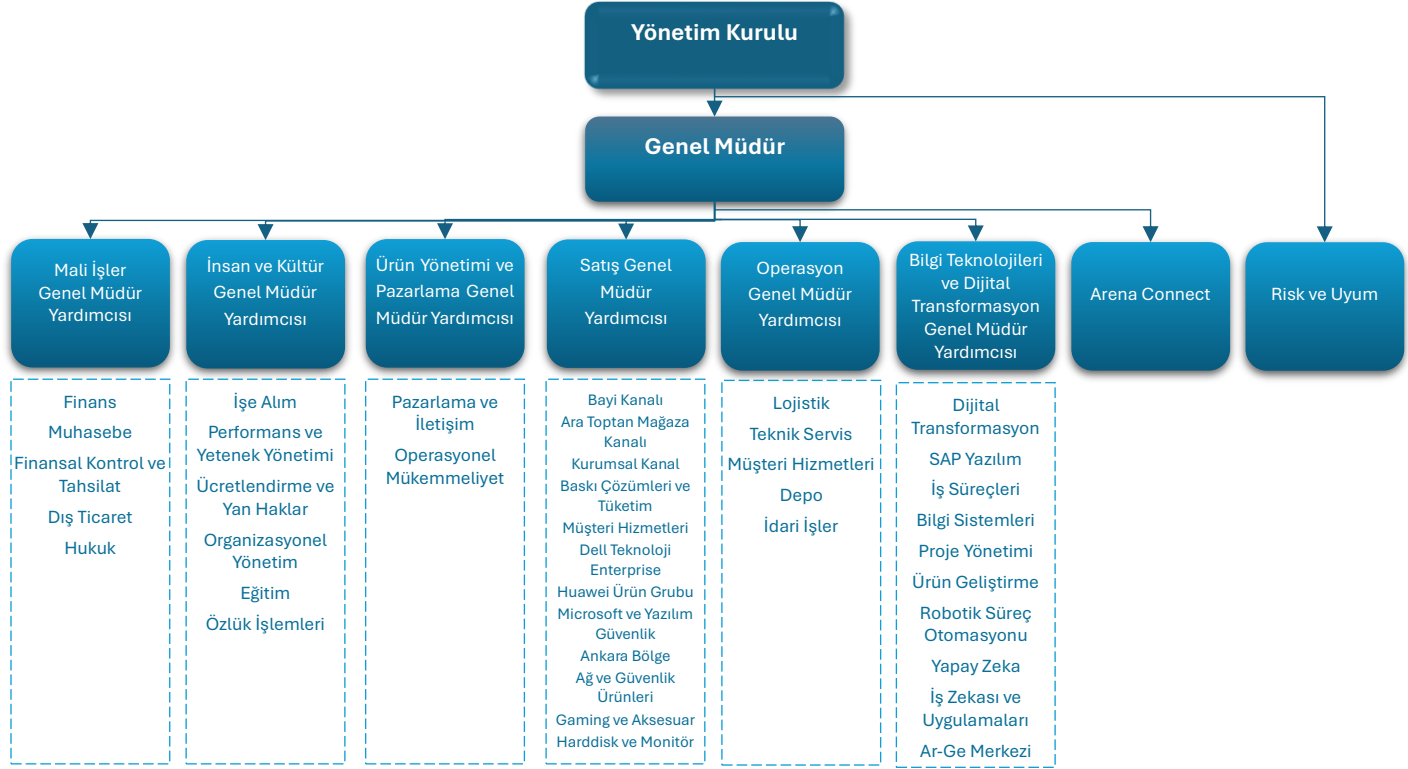 Yönetim Kurulu
Genel Müdür
Mali İşler
Genel Müdür
Yardımcısı
İnsan ve Kültür
Genel Müdür
Yardımcısı
Ürün Yönetimi ve
Pazarlama Genel
Müdür Yardımcısı
Satış Genel
Müdür
Yardımcısı
Operasyon
Genel Müdür
Yardımcısı
Bilgi Teknolojileri
ve Dijital
Transformasyon
Genel Müdür
Yardımcısı
Arena Connect
Risk ve Uyum
Finans
Muhasebe
Finansal Kontrol ve
Tahsilat
Dış Ticaret
Hukuk
İşe Alım
Performans ve
Yetenek Yönetimi
Ücretlendirme ve
Yan Haklar
Organizasyonel
Yönetim
Eğitim
Özlük İşlemleri
Pazarlama ve
İletişim
Operasyonel
Mükemmeliyet
Bayi Kanalı
Ara Toptan Mağaza
Kanalı
Kurumsal Kanal
Baskı Çözümleri ve
Tüketim
Müşteri Hizmetleri
Dell Teknoloji
Enterprise
Huawei Ürün Grubu
Microsoft ve Yazılım
Güvenlik
Ankara Bölge
Ağ ve Güvenlik
Ürünleri
Gaming ve Aksesuar
Harddisk ve Monitör
Lojistik
Teknik Servis
Müşteri Hizmetleri
Depo
İdari İşler
Dijital
Transformasyon
SAP Yazılım
İş Süreçleri
Bilgi Sistemleri
Proje Yönetimi
Ürün Geliştirme
Robotik Süreç
Otomasyonu
Yapay Zeka
İş Zekası ve
Uygulamaları
Ar-Ge Merkezi